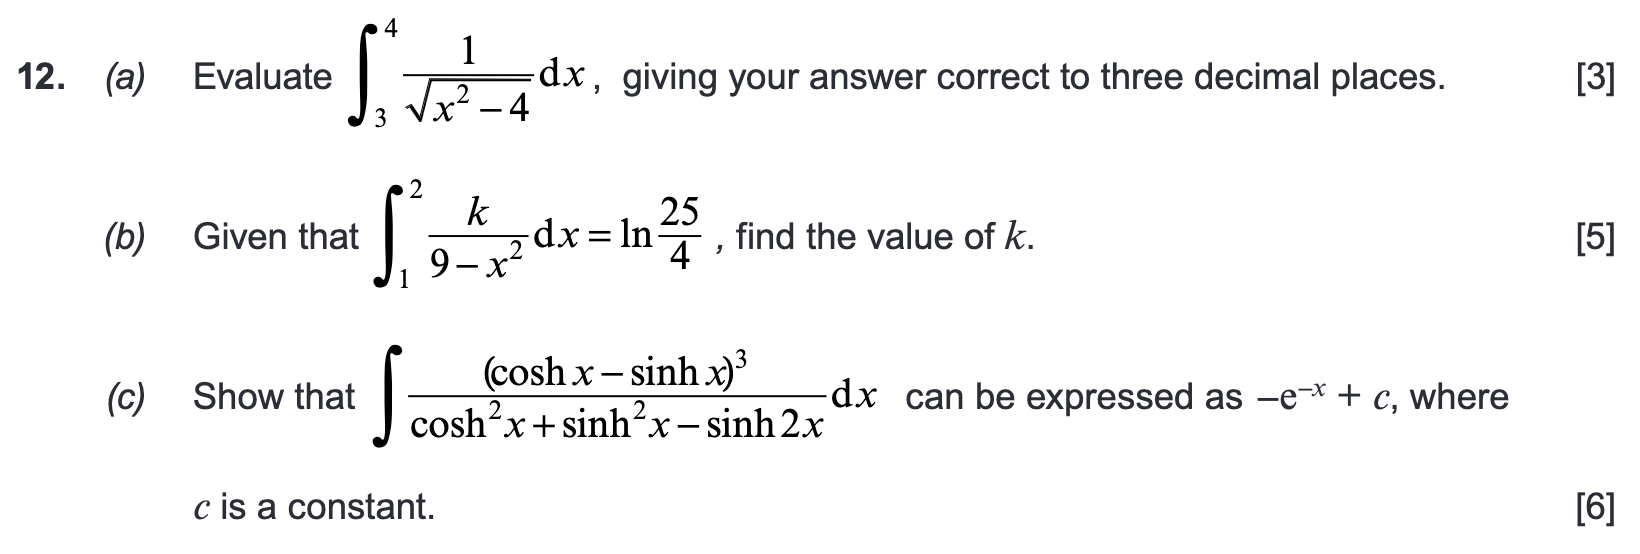 12. (a) Evaluate ∫₃⁴ 1/√(x² – 4) dx, giving your answer correct to three decimal places. [3]
(b) Given that ∫₁² k/(9 – x²) dx = ln 25/4, find the value of k. [5]
(c) Show that ∫ (cosh x – sinh x)³/(cosh²x + sinh²x – sinh 2x) dx can be expressed as –e⁻ˣ + c, where
c is a constant. [6]